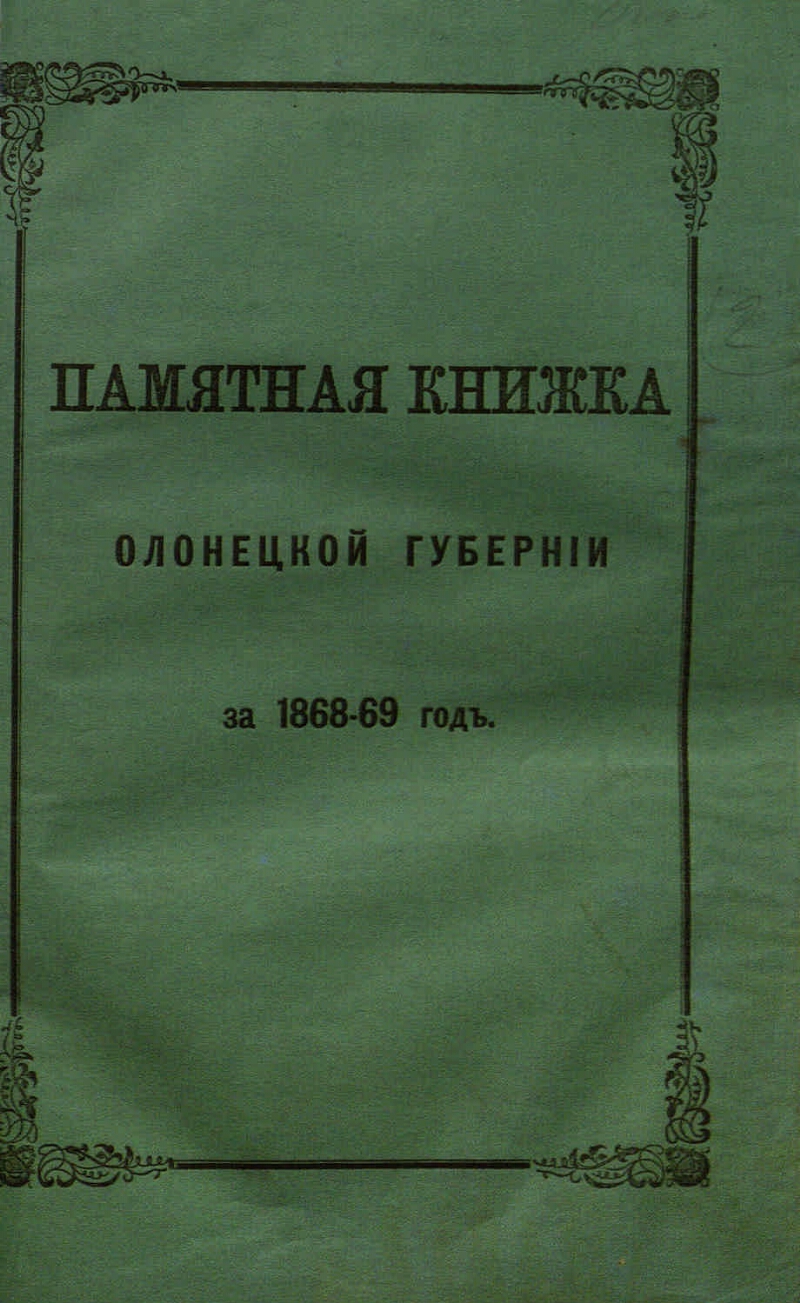 ПАМЯТНАЯ КНИЖКА
ОЛОНЕЦКОЙ ГУБЕРНІИ
за 1868-69 годъ.